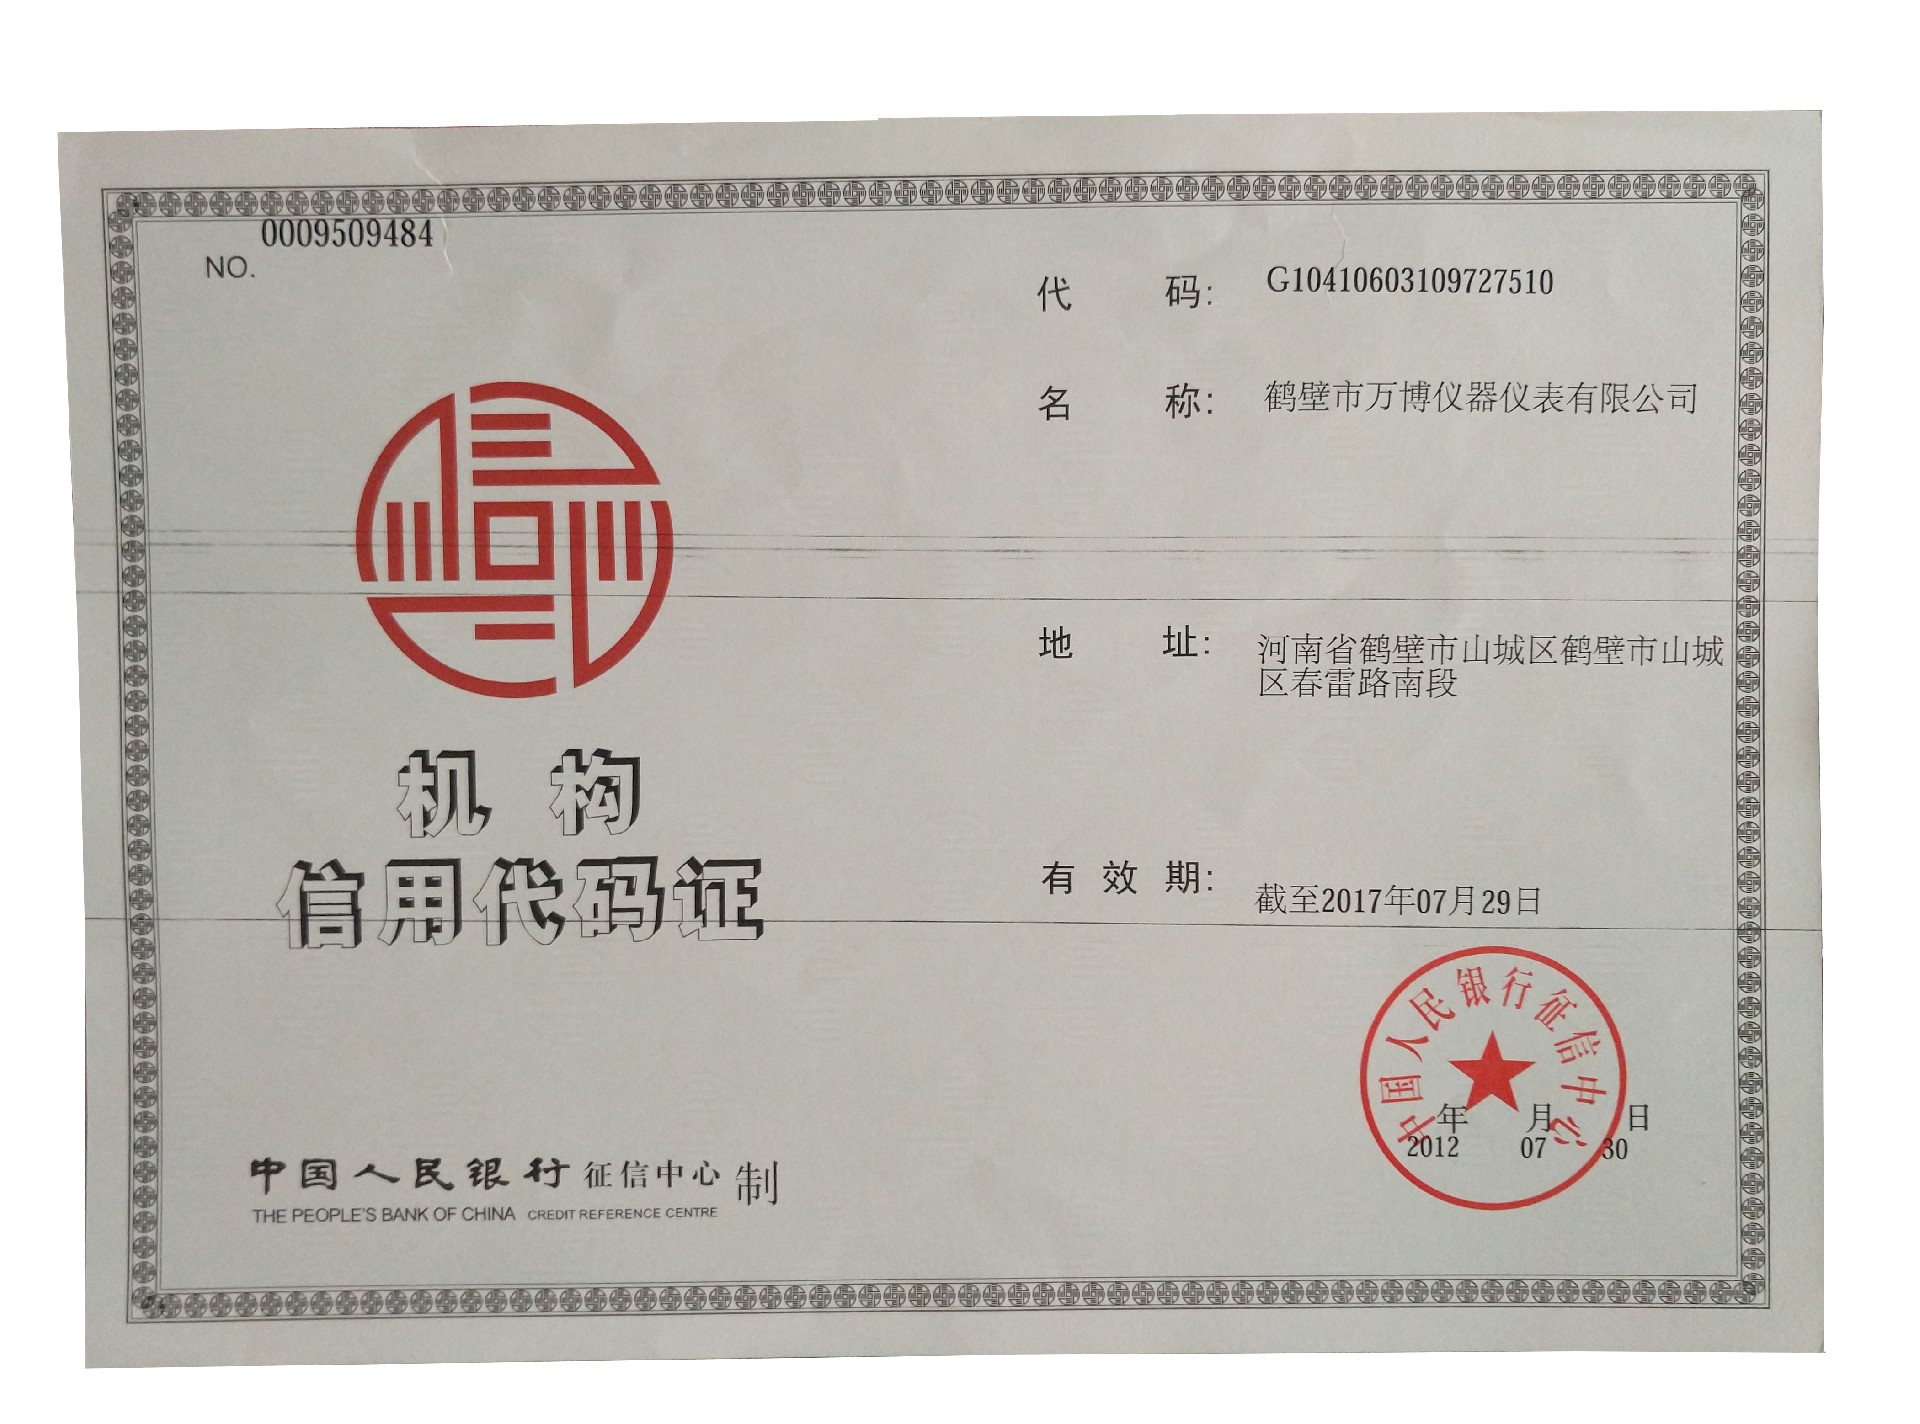 0009509484
NO.
机 构
信用代码证
中国人民银行 征信中心 制
THE PEOPLE'S BANK OF CHINA CREDIT REFERENCE CENTRE
代 码: G10410603109727510
名 称: 鹤壁市万博仪器仪表有限公司
地 址: 河南省鹤壁市山城区鹤壁市山城
区春雷路南段
有 效 期: 截至2017年07月29日
中国人民银行征信中心
年 月 日
2012 07 30